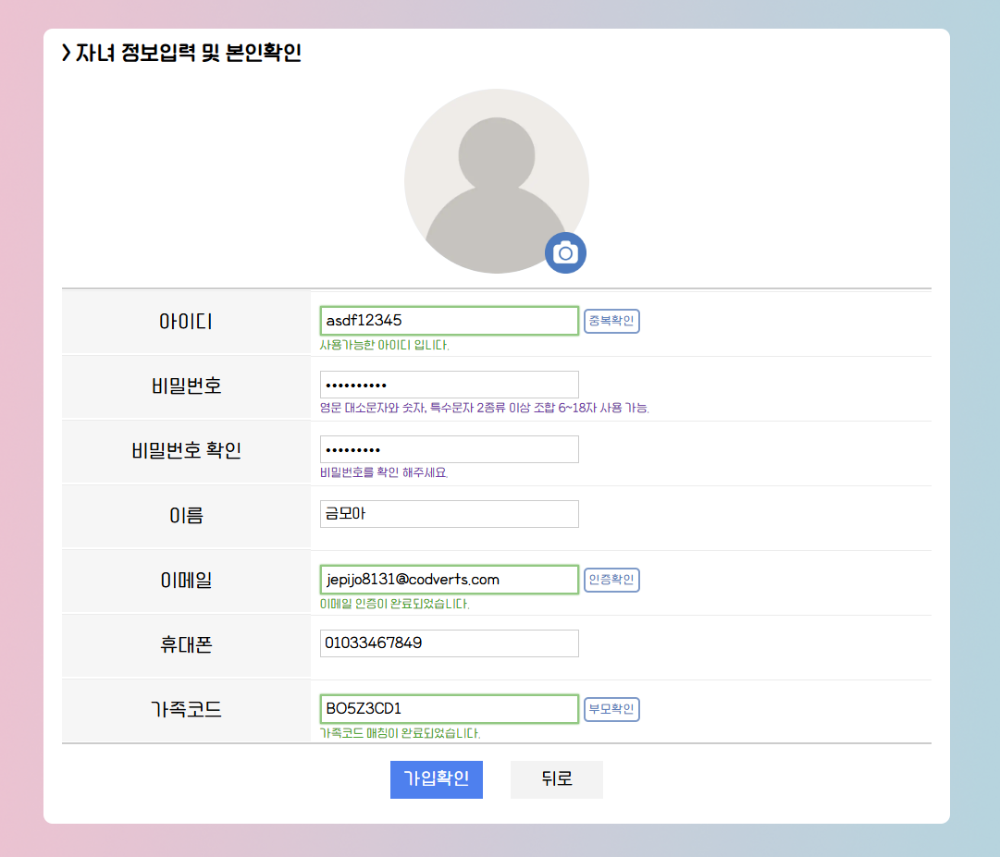 > 자녀 정보입력 및 본인확인
아이디 asdf12345 중복확인
사용가능한 아이디 입니다.
비밀번호 ••••••••••
영문 대소문자와 숫자, 특수문자 2종류 이상 조합 6~18자 사용 가능.
비밀번호 확인 •••••••••
비밀번호를 확인 해주세요.
이름 금모아
이메일 jepijo8131@codverts.com 인증확인
이메일 인증이 완료되었습니다.
휴대폰 01033467849
가족코드 BO5Z3CD1 부모확인
가족코드 매칭이 완료되었습니다.
가입확인 뒤로